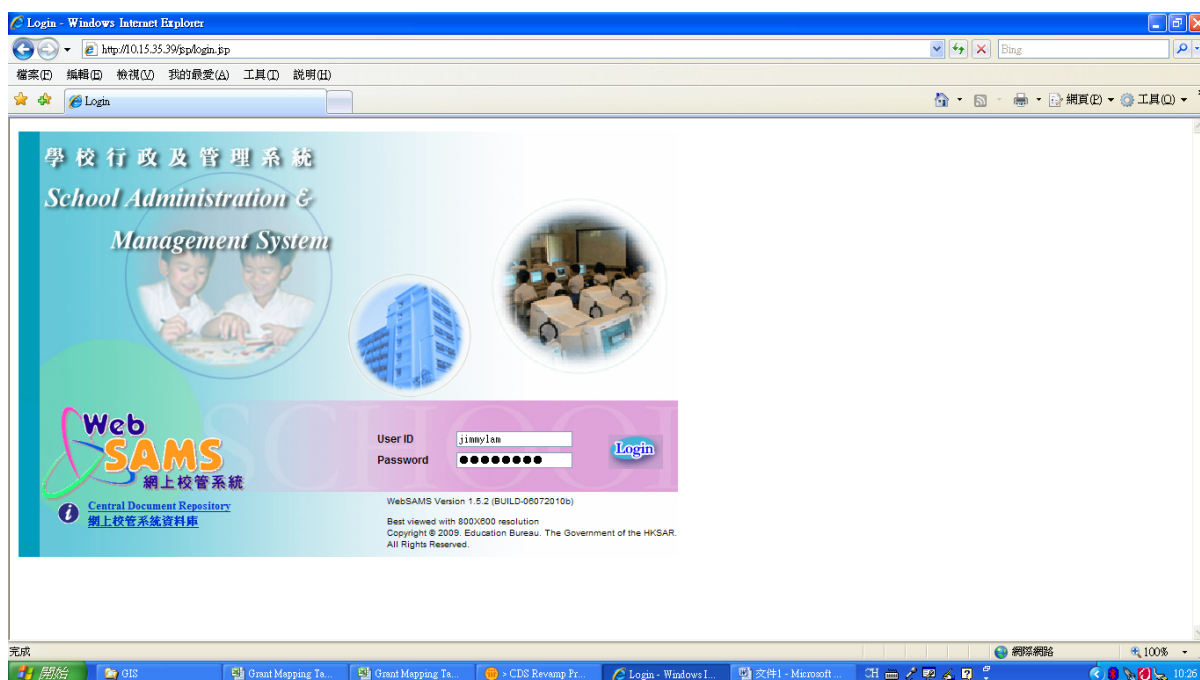 Login - Windows Internet Explorer
http://10.15.35.39/jsp/login.jsp
Bing
檔案(F) 編輯(E) 檢視(V) 我的最愛(A) 工具(T) 說明(H)
Login
網頁(P) 工具(O)
學校行政及管理系統
School Administration &
Management System
SCHOOL
Web
SAMS
網上校管系統
User ID jimmylam
Password ●●●●●●●●
Login
Central Document Repository
網上校管系統資料庫
WebSAMS Version 1.5.2 (BUILD-06072010b)
Best viewed with 800X600 resolution
Copyright © 2009. Education Bureau. The Government of the HKSAR.
All Rights Reserved.
完成
網際網路
100%
開始
GIS
Grant Mapping Ta...
Grant Mapping Ta...
> CDS Revamp Pr...
Login - Windows I...
文件1 - Microsoft ...
CH
10:26